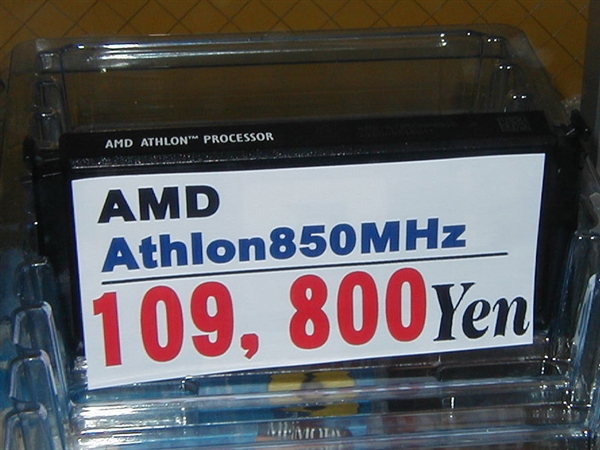 AMD ATHLON™ PROCESSOR
AMD
Athlon850MHz
109, 800Yen